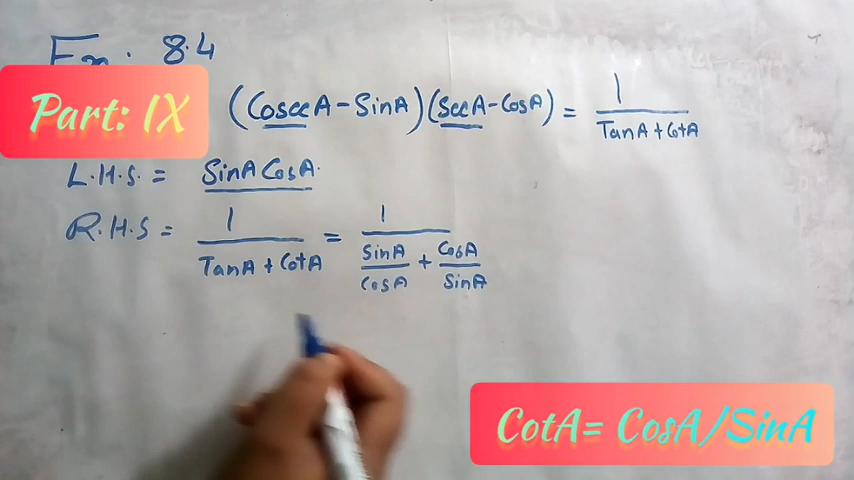 Ex: 8.4
Part: IX
(CosecA-SinA)(SecA-CosA) = 1/(TanA+CotA)
L.H.S. = SinA CosA.
R.H.S = 1/(TanA + CotA) = 1/(SinA/CosA + CosA/SinA)
CotA= CosA/SinA